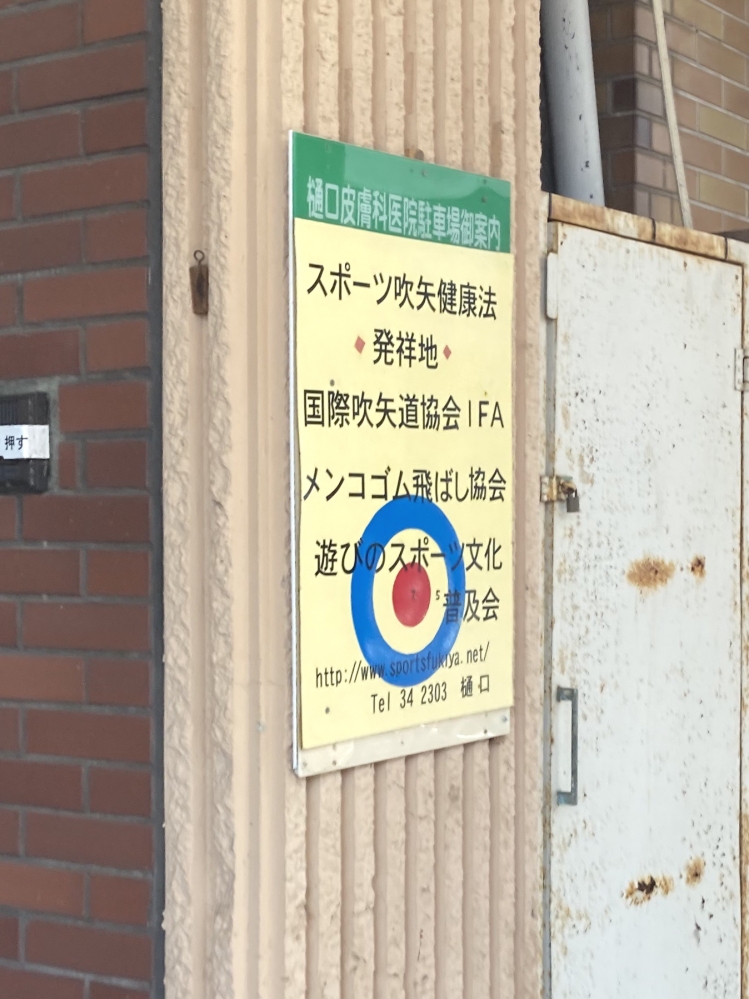 樋口皮膚科医院駐車場御案内
スポーツ吹矢健康法
発祥地
国際吹矢道協会IFA
メンコゴム飛ばし協会
遊びのスポーツ文化
7 5 普及会
http://www.sportsfukiya.net/
Tel 34 2303 樋口
押す